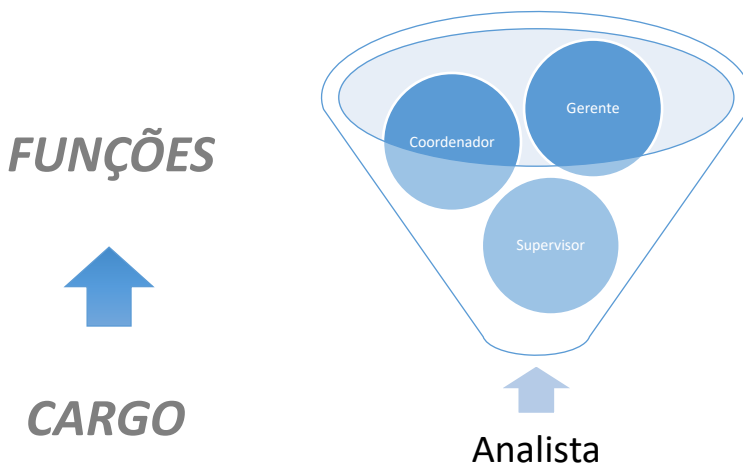 FUNÇÕES
CARGO
Gerente
Coordenador
Supervisor
Analista